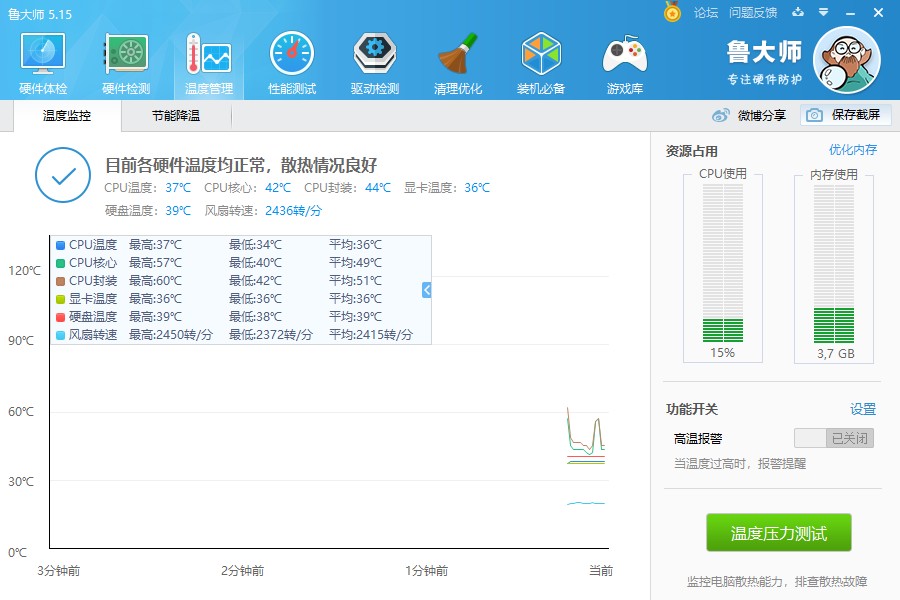 鲁大师 5.15
论坛 问题反馈
硬件体检 硬件检测 温度管理 性能测试 驱动检测 清理优化 装机必备 游戏库
鲁大师
专注硬件防护
温度监控 节能降温 微博分享 保存截屏
目前各硬件温度均正常，散热情况良好
CPU温度： 37℃ CPU核心： 42℃ CPU封装： 44℃ 显卡温度： 36℃
硬盘温度： 39℃ 风扇转速： 2436转/分
CPU温度 最高:37℃ 最低:34℃ 平均:36℃
CPU核心 最高:57℃ 最低:40℃ 平均:49℃
CPU封装 最高:60℃ 最低:42℃ 平均:51℃
显卡温度 最高:36℃ 最低:36℃ 平均:36℃
硬盘温度 最高:39℃ 最低:38℃ 平均:39℃
风扇转速 最高:2450转/分 最低:2372转/分 平均:2415转/分
120℃
90℃
60℃
30℃
0℃
3分钟前 2分钟前 1分钟前 当前
资源占用 优化内存
CPU使用 内存使用
15% 3,7 GB
功能开关 设置
高温报警 已关闭
当温度过高时，报警提醒
温度压力测试
监控电脑散热能力，排查散热故障